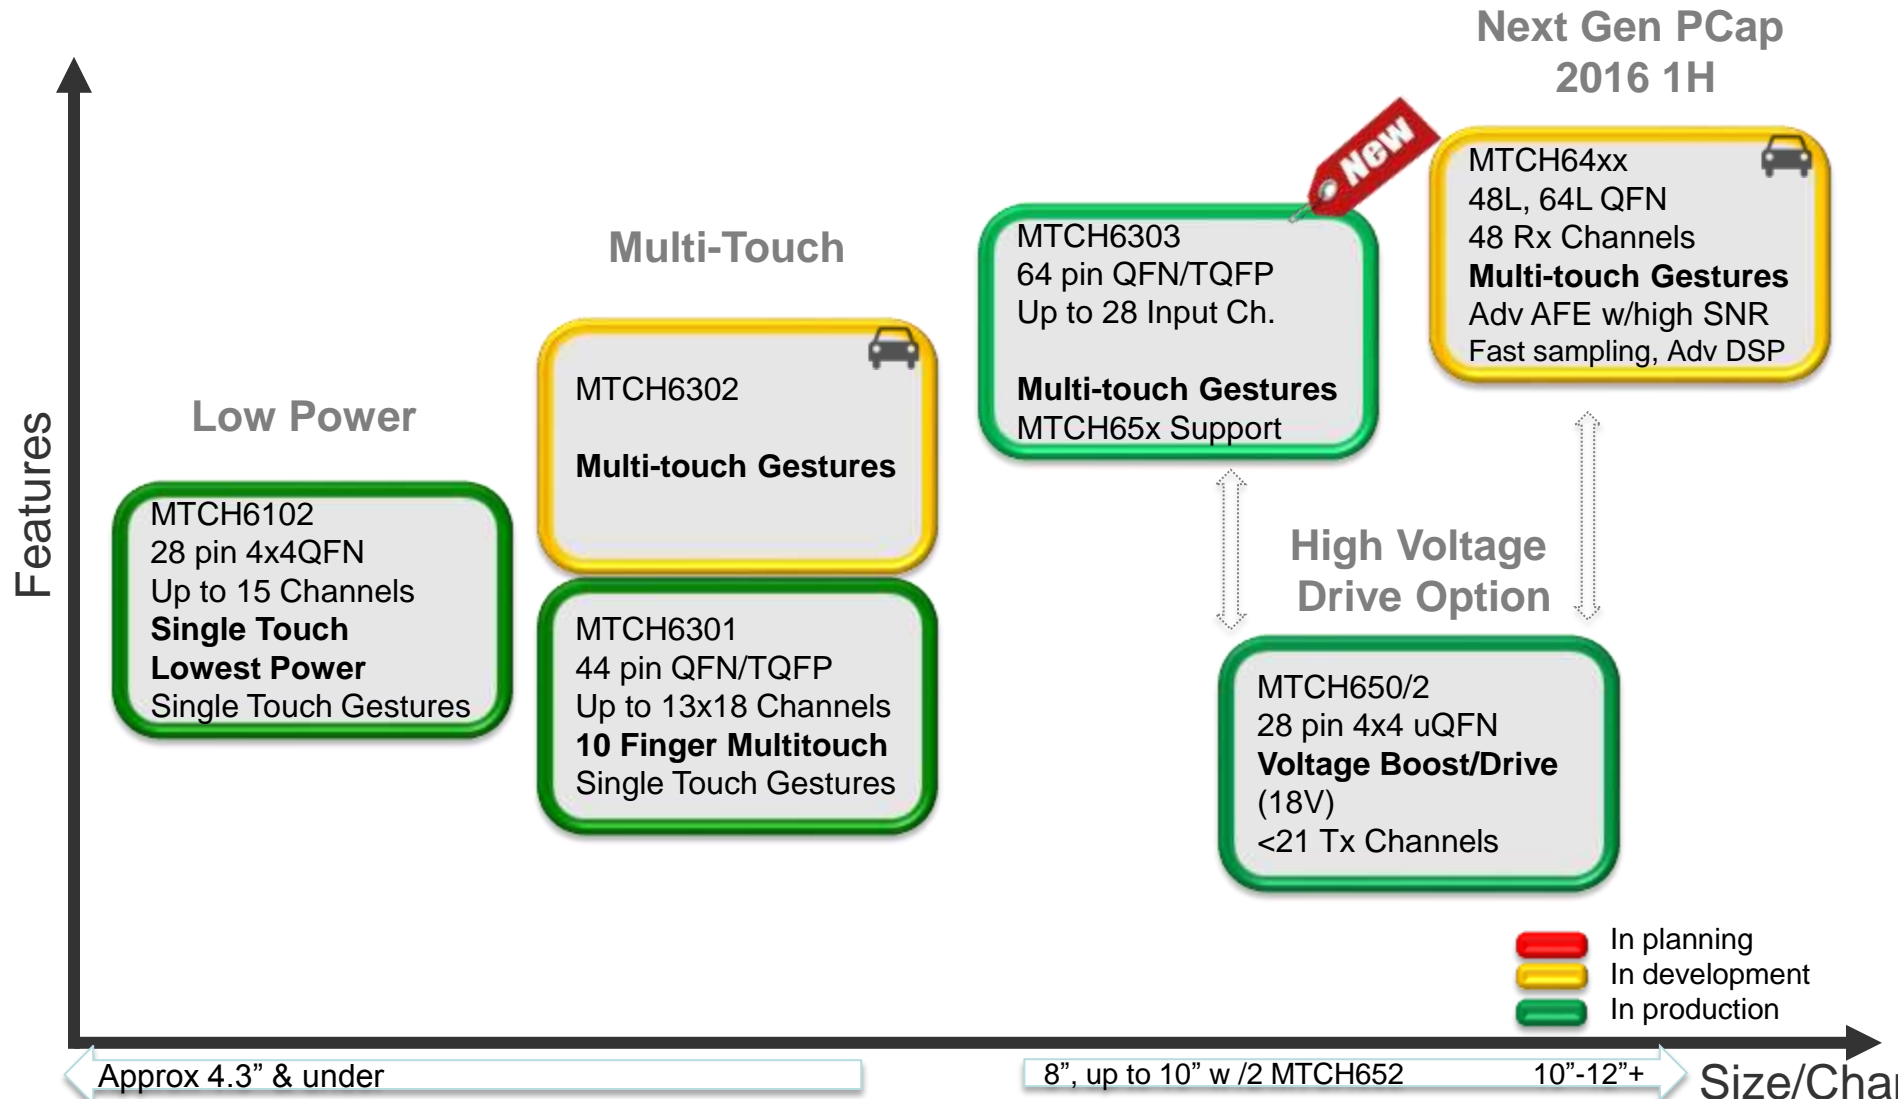 Next Gen PCap
2016 1H
New
MTCH64xx
48L, 64L QFN
48 Rx Channels
Multi-touch Gestures
Adv AFE w/high SNR
Fast sampling, Adv DSP
MTCH6303
64 pin QFN/TQFP
Up to 28 Input Ch.
Multi-touch Gestures
MTCH65x Support
Multi-Touch
MTCH6302
Multi-touch Gestures
Low Power
MTCH6102
28 pin 4x4QFN
Up to 15 Channels
Single Touch
Lowest Power
Single Touch Gestures
MTCH6301
44 pin QFN/TQFP
Up to 13x18 Channels
10 Finger Multitouch
Single Touch Gestures
High Voltage
Drive Option
MTCH650/2
28 pin 4x4 uQFN
Voltage Boost/Drive
(18V)
<21 Tx Channels
Features
In planning
In development
In production
Approx 4.3” & under
8”, up to 10” w /2 MTCH652
10”-12”+
Size/Char